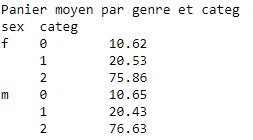 Panier moyen par genre et categ
sex  categ
f    0        10.62
     1        20.53
     2        75.86
m    0        10.65
     1        20.43
     2        76.63